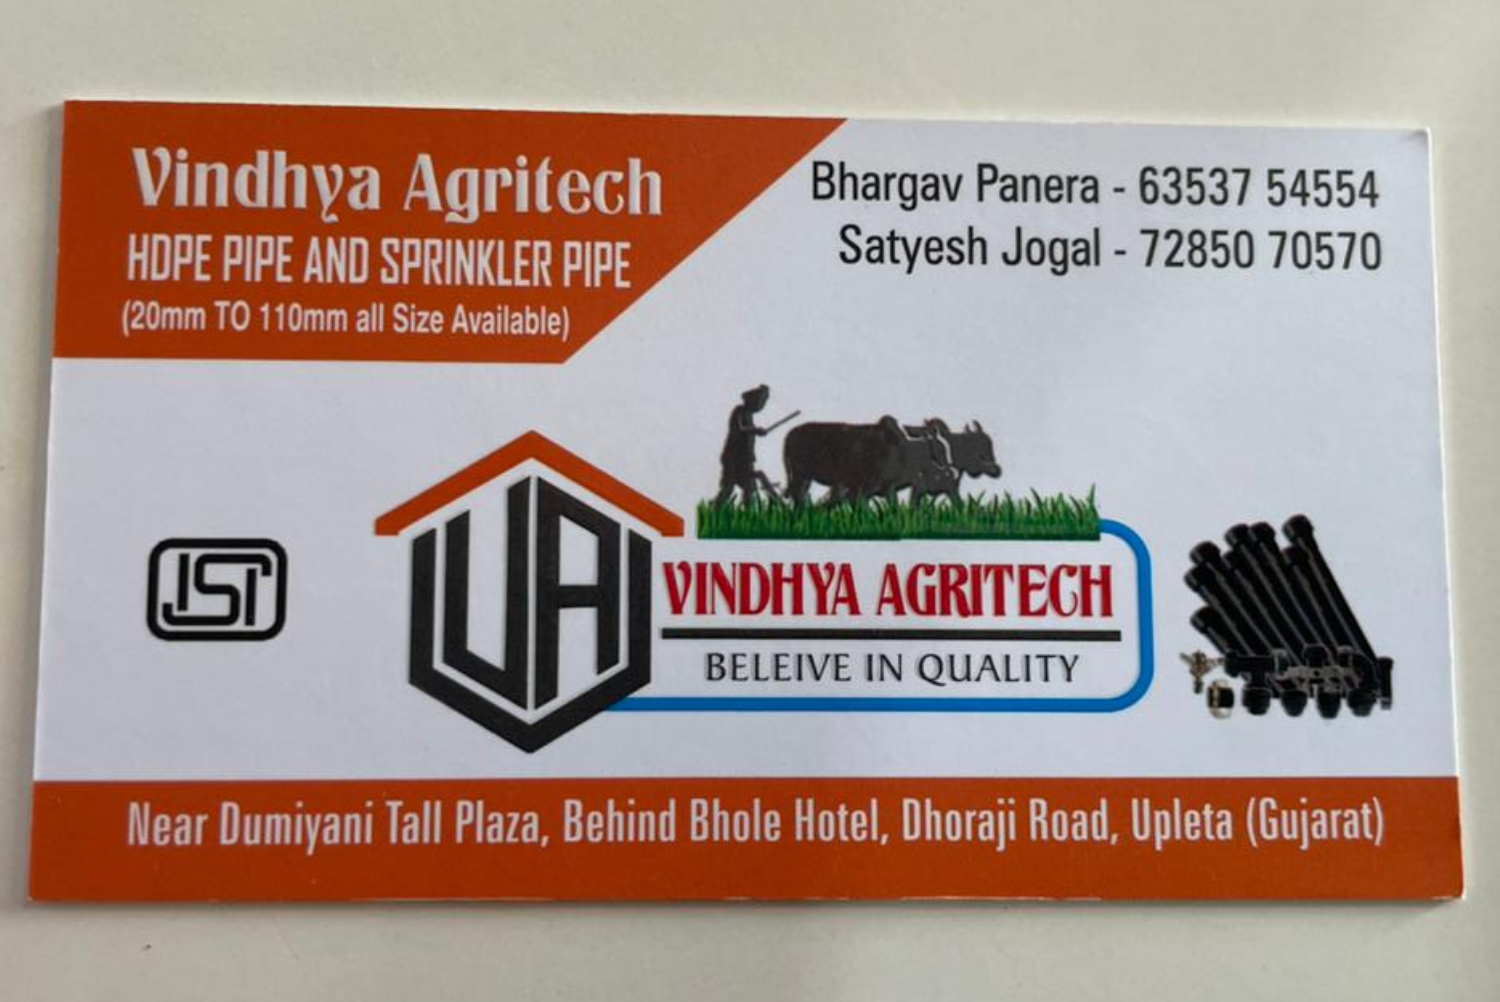 Vindhya Agritech
HDPE PIPE AND SPRINKLER PIPE
(20mm TO 110mm all Size Available)
Bhargav Panera - 63537 54554
Satyesh Jogal - 72850 70570
ISI
VA
VINDHYA AGRITECH
BELEIVE IN QUALITY
Near Dumiyani Tall Plaza, Behind Bhole Hotel, Dhoraji Road, Upleta (Gujarat)